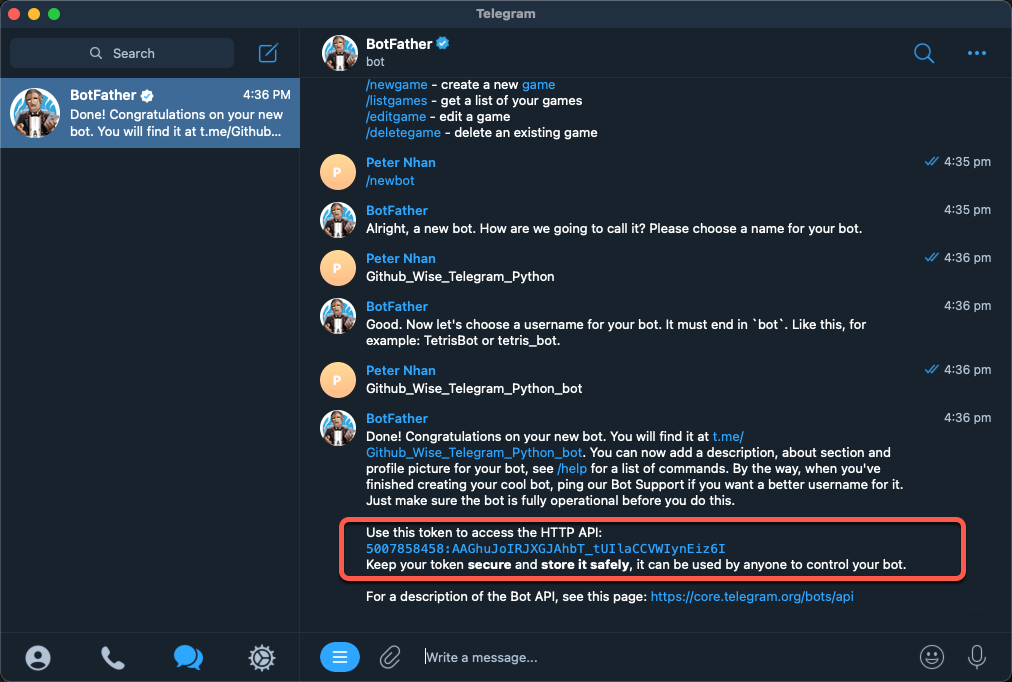 Telegram
Search
BotFather
4:36 PM
Done! Congratulations on your new
bot. You will find it at t.me/Github...
BotFather
bot
/newgame - create a new game
/listgames - get a list of your games
/editgame - edit a game
/deletegame - delete an existing game
Peter Nhan
4:35 pm
P
/newbot
BotFather
4:35 pm
Alright, a new bot. How are we going to call it? Please choose a name for your bot.
Peter Nhan
4:36 pm
P
Github_Wise_Telegram_Python
BotFather
4:36 pm
Good. Now let's choose a username for your bot. It must end in `bot`. Like this, for
example: TetrisBot or tetris_bot.
Peter Nhan
4:36 pm
P
Github_Wise_Telegram_Python_bot
BotFather
4:36 pm
Done! Congratulations on your new bot. You will find it at t.me/
Github_Wise_Telegram_Python_bot. You can now add a description, about section and
profile picture for your bot, see /help for a list of commands. By the way, when you've
finished creating your cool bot, ping our Bot Support if you want a better username for it.
Just make sure the bot is fully operational before you do this.
Use this token to access the HTTP API:
5007858458:AAGhuJoIRJXGJAhbT_tUIlaCCVWIynEiz6I
Keep your token secure and store it safely, it can be used by anyone to control your bot.
For a description of the Bot API, see this page: https://core.telegram.org/bots/api
Write a message...